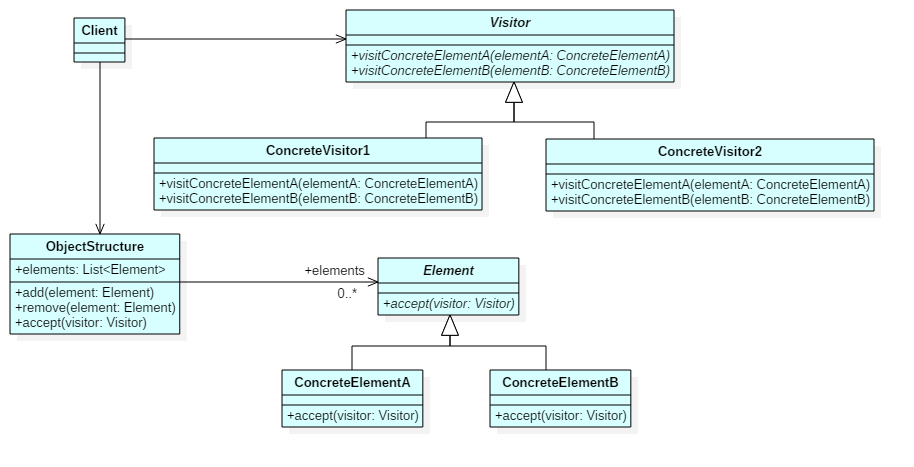 Client
Visitor
+visitConcreteElementA(elementA: ConcreteElementA)
+visitConcreteElementB(elementB: ConcreteElementB)
ConcreteVisitor1
+visitConcreteElementA(elementA: ConcreteElementA)
+visitConcreteElementB(elementB: ConcreteElementB)
ConcreteVisitor2
+visitConcreteElementA(elementA: ConcreteElementA)
+visitConcreteElementB(elementB: ConcreteElementB)
ObjectStructure
+elements: List<Element>
+add(element: Element)
+remove(element: Element)
+accept(visitor: Visitor)
+elements
0..*
Element
+accept(visitor: Visitor)
ConcreteElementA
+accept(visitor: Visitor)
ConcreteElementB
+accept(visitor: Visitor)